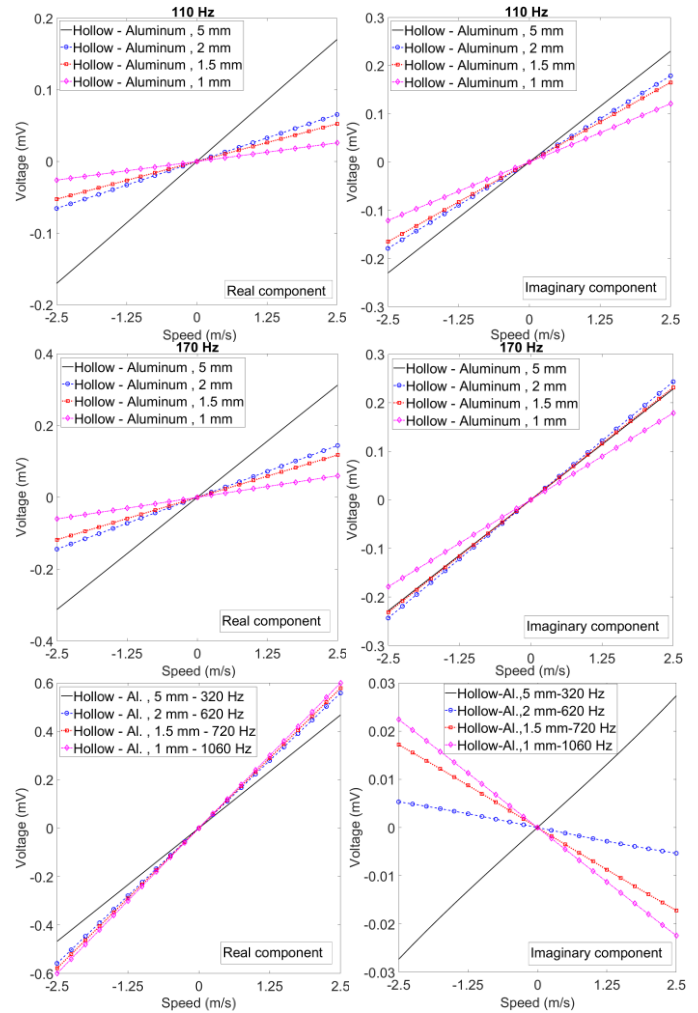 110 Hz
Hollow - Aluminum , 5 mm
Hollow - Aluminum , 2 mm
Hollow - Aluminum , 1.5 mm
Hollow - Aluminum , 1 mm
0.2
0.1
0
-0.1
0.2
Voltage (mV)
Real component
-2.5 -1.25 0 1.25 2.5
Speed (m/s)
110 Hz
Hollow - Aluminum , 5 mm
Hollow - Aluminum , 2 mm
Hollow - Aluminum , 1.5 mm
Hollow - Aluminum , 1 mm
0.3
0.2
0.1
0
-0.1
-0.2
-0.3
Voltage (mV)
Imaginary component
-2.5 -1.25 0 1.25 2.5
Speed (m/s)
170 Hz
Hollow - Aluminum , 5 mm
Hollow - Aluminum , 2 mm
Hollow - Aluminum , 1.5 mm
Hollow - Aluminum , 1 mm
0.4
0.2
0
-0.2
-0.4
Voltage (mV)
Real component
-2.5 -1.25 0 1.25 2.5
Speed (m/s)
170 Hz
Hollow - Aluminum , 5 mm
Hollow - Aluminum , 2 mm
Hollow - Aluminum , 1.5 mm
Hollow - Aluminum , 1 mm
0.3
0.2
0.1
0
-0.1
-0.2
-0.3
Voltage (mV)
Imaginary component
-2.5 -1.25 0 1.25 2.5
Speed (m/s)
Hollow - Al. , 5 mm - 320 Hz
Hollow - Al. , 2 mm - 620 Hz
Hollow - Al. , 1.5 mm - 720 Hz
Hollow - Al. , 1 mm - 1060 Hz
0.6
0.4
0.2
0
-0.2
-0.4
-0.6
Voltage (mV)
Real component
-2.5 -1.25 0 1.25 2.5
Speed (m/s)
Hollow-Al.,5 mm-320 Hz
Hollow-Al.,2 mm-620 Hz
Hollow-Al.,1.5 mm-720 Hz
Hollow-Al.,1 mm-1060 Hz
0.03
0.02
0.01
0
-0.01
-0.02
-0.03
Voltage (mV)
Imaginary component
-2.5 -1.25 0 1.25 2.5
Speed (m/s)